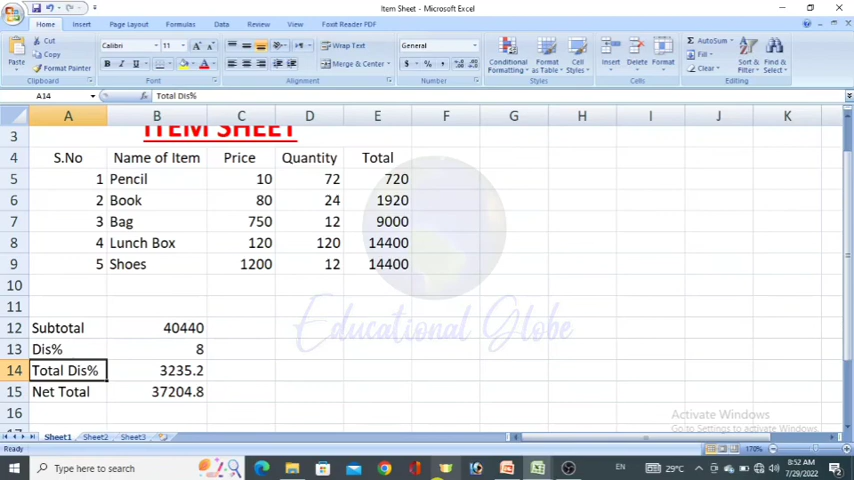 Item Sheet - Microsoft Excel
Home Insert Page Layout Formulas Data Review View Foxit Reader PDF
Cut
Copy
Format Painter
Paste
Clipboard
Calibri 11
B I U
Font
Wrap Text
Merge & Center
Alignment
General
$ % ,
Number
Conditional Formatting
Format as Table
Cell Styles
Styles
Insert Delete Format
Cells
AutoSum
Fill
Clear
Sort & Filter
Find & Select
Editing
A14 fx Total Dis%
A B C D E F G H I J K
3 ITEM SHEET
4 S.No Name of Item Price Quantity Total
5 1 Pencil 10 72 720
6 2 Book 80 24 1920
7 3 Bag 750 12 9000
8 4 Lunch Box 120 120 14400
9 5 Shoes 1200 12 14400
10
11
12 Subtotal 40440
13 Dis% 8
14 Total Dis% 3235.2
15 Net Total 37204.8
16
Educational Globe
Activate Windows
Go to Settings to activate Windows.
Sheet1 Sheet2 Sheet3
Ready 170%
Type here to search
EN 29°C 8:52 AM
7/29/2022
2